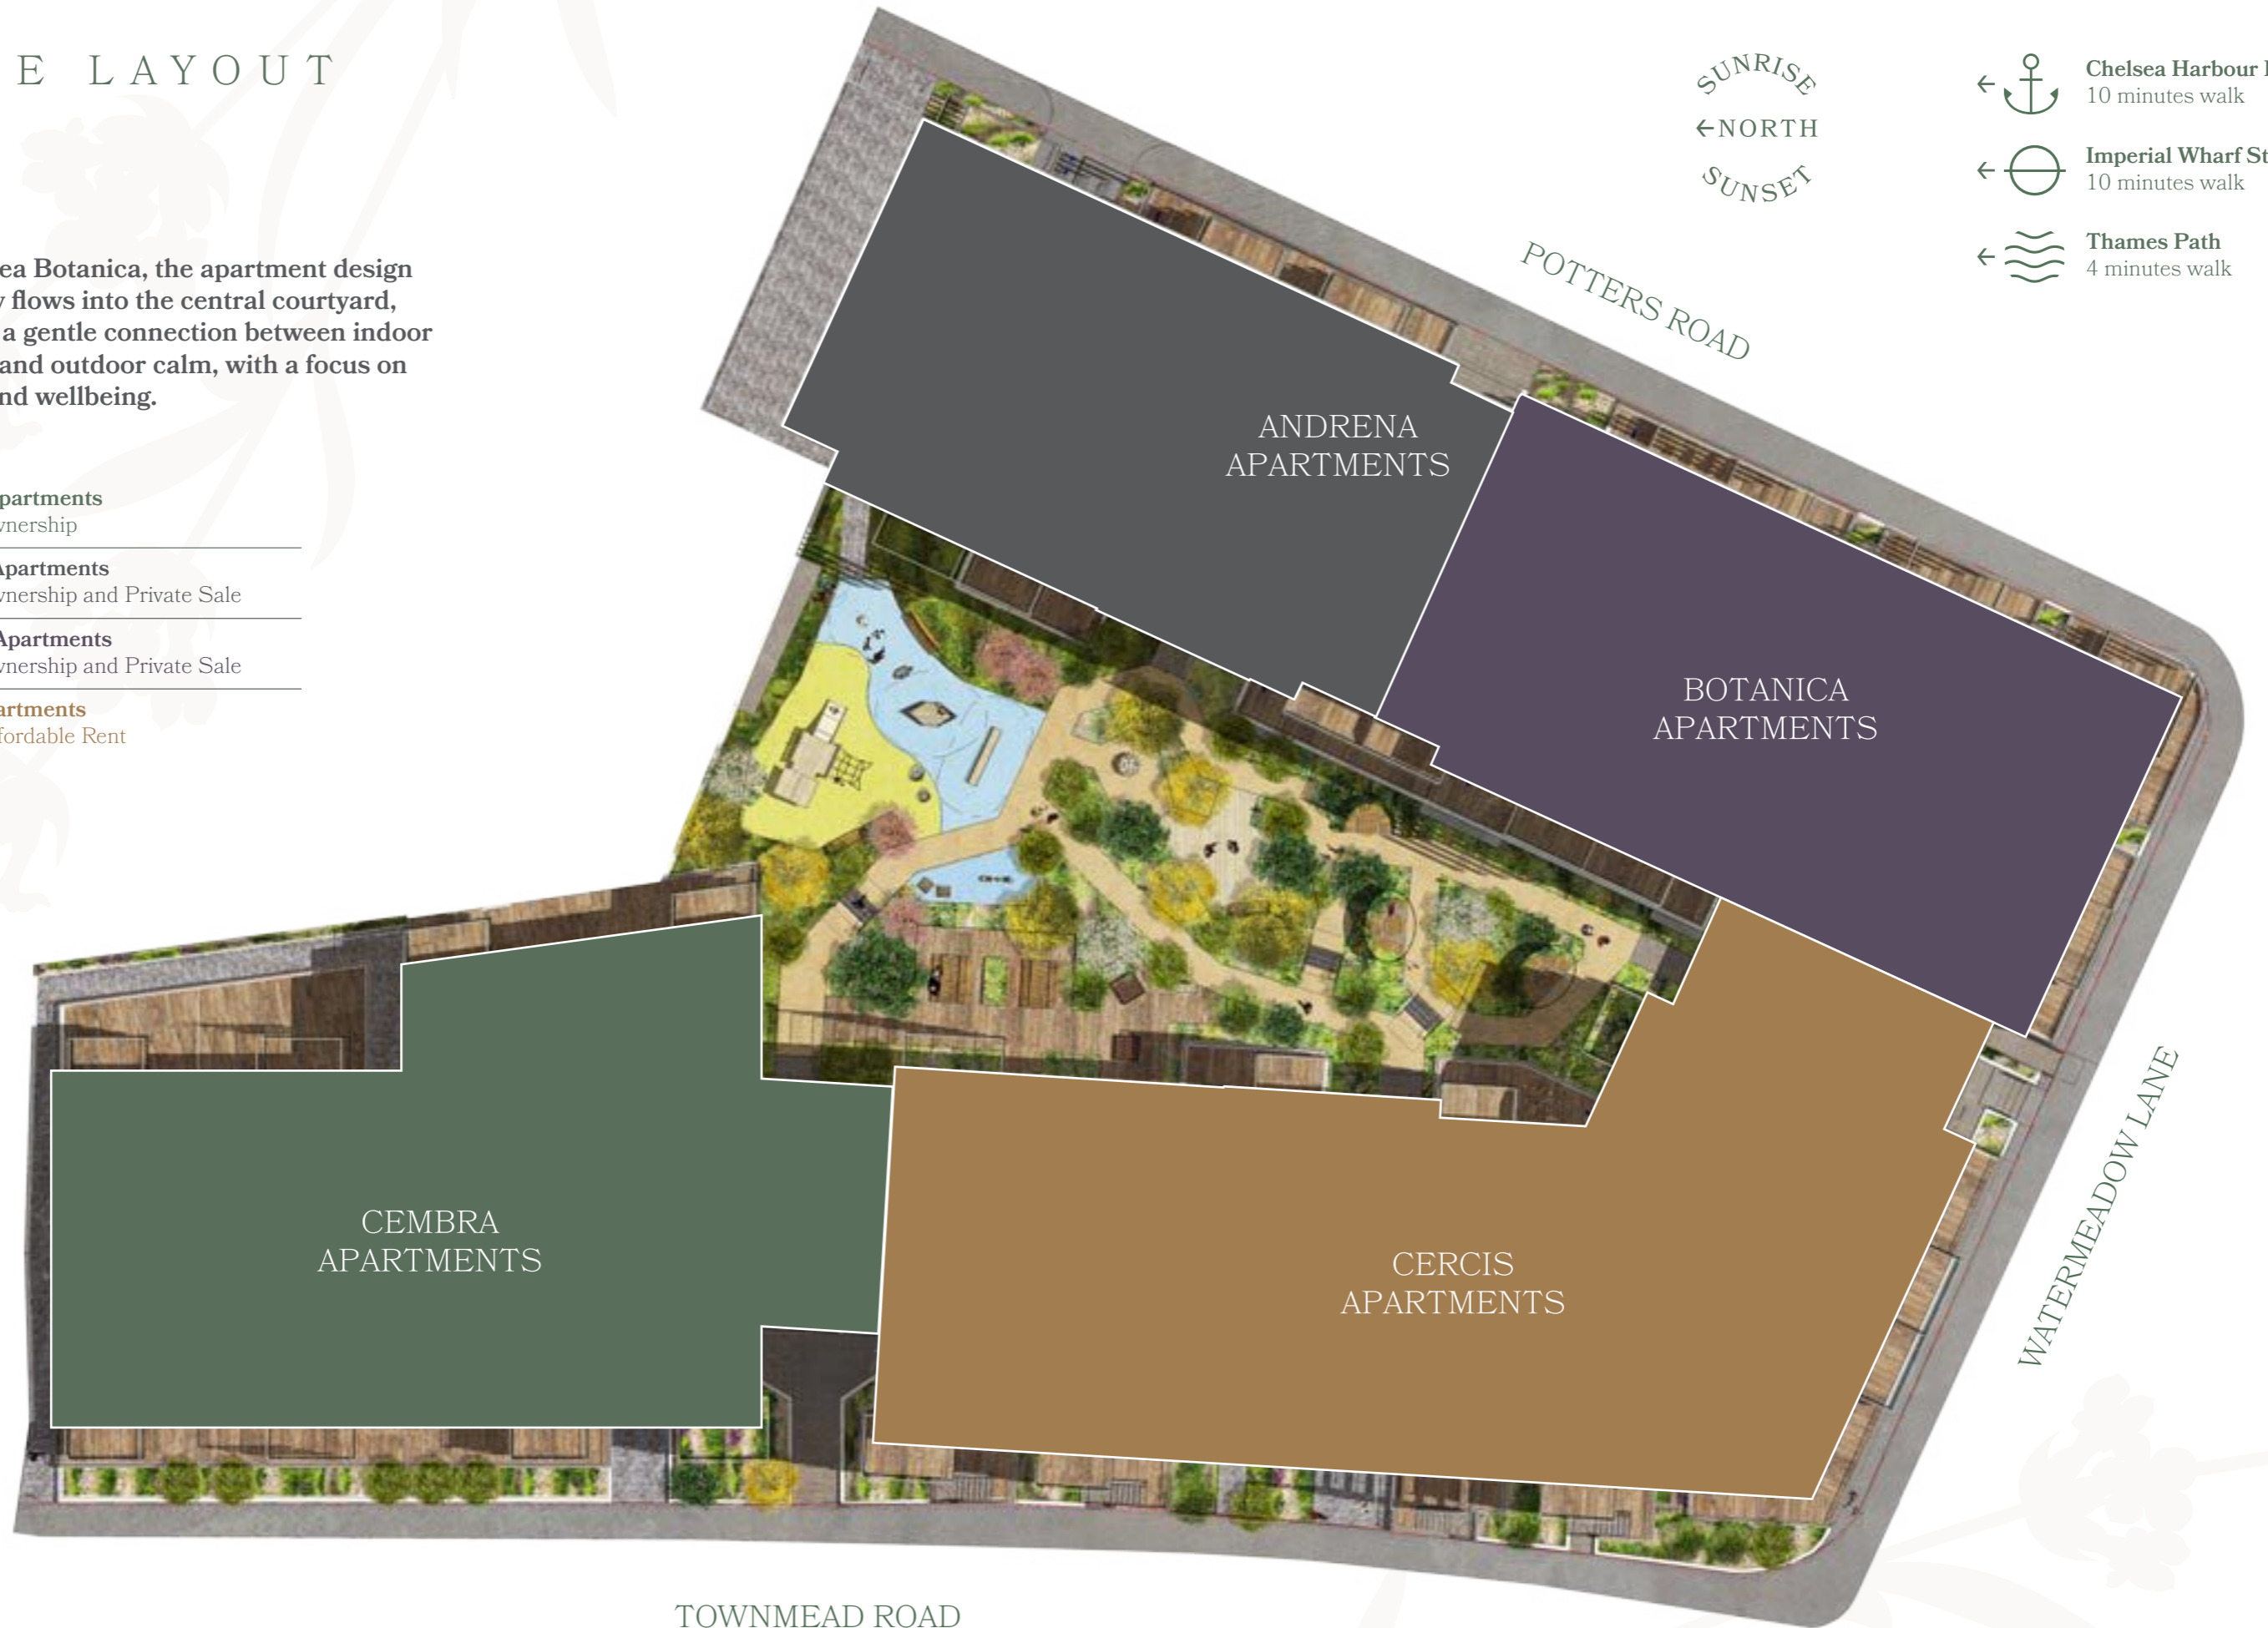 E LAYOUT
ea Botanica, the apartment design
y flows into the central courtyard,
a gentle connection between indoor
and outdoor calm, with a focus on
nd wellbeing.
partments
wnership
Apartments
wnership and Private Sale
Apartments
wnership and Private Sale
artments
fordable Rent
SUNRISE
←NORTH
SUNSET
Chelsea Harbour
10 minutes walk
Imperial Wharf St
10 minutes walk
Thames Path
4 minutes walk
POTTERS ROAD
ANDRENA
APARTMENTS
BOTANICA
APARTMENTS
CEMBRA
APARTMENTS
CERCIS
APARTMENTS
WATERMEADOW LANE
TOWNMEAD ROAD